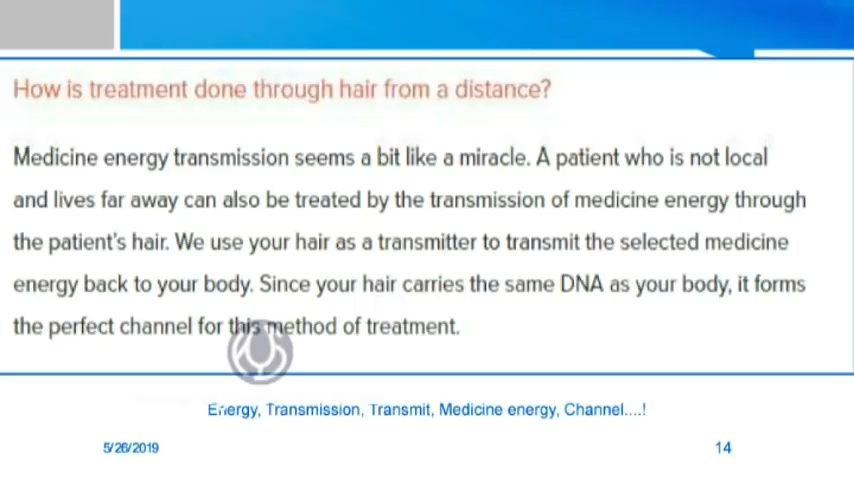 How is treatment done through hair from a distance?
Medicine energy transmission seems a bit like a miracle. A patient who is not local
and lives far away can also be treated by the transmission of medicine energy through
the patient's hair. We use your hair as a transmitter to transmit the selected medicine
energy back to your body. Since your hair carries the same DNA as your body, it forms
the perfect channel for this method of treatment.
Energy, Transmission, Transmit, Medicine energy, Channel....!
5/26/2019
14